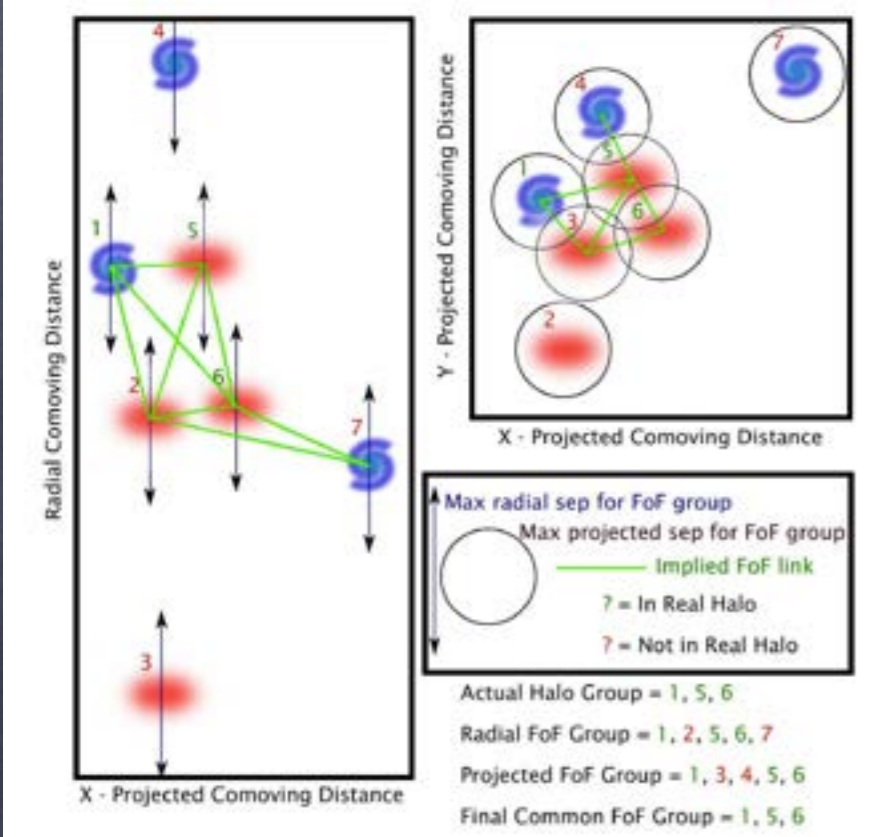 4
1
5
2
6
7
3
Radial Comoving Distance
X - Projected Comoving Distance
7
4
5
1
6
3
2
Y - Projected Comoving Distance
X - Projected Comoving Distance
Max radial sep for FoF group
Max projected sep for FoF group
Implied FoF link
? = In Real Halo
? = Not in Real Halo
Actual Halo Group = 1, 5, 6
Radial FoF Group = 1, 2, 5, 6, 7
Projected FoF Group = 1, 3, 4, 5, 6
Final Common FoF Group = 1, 5, 6